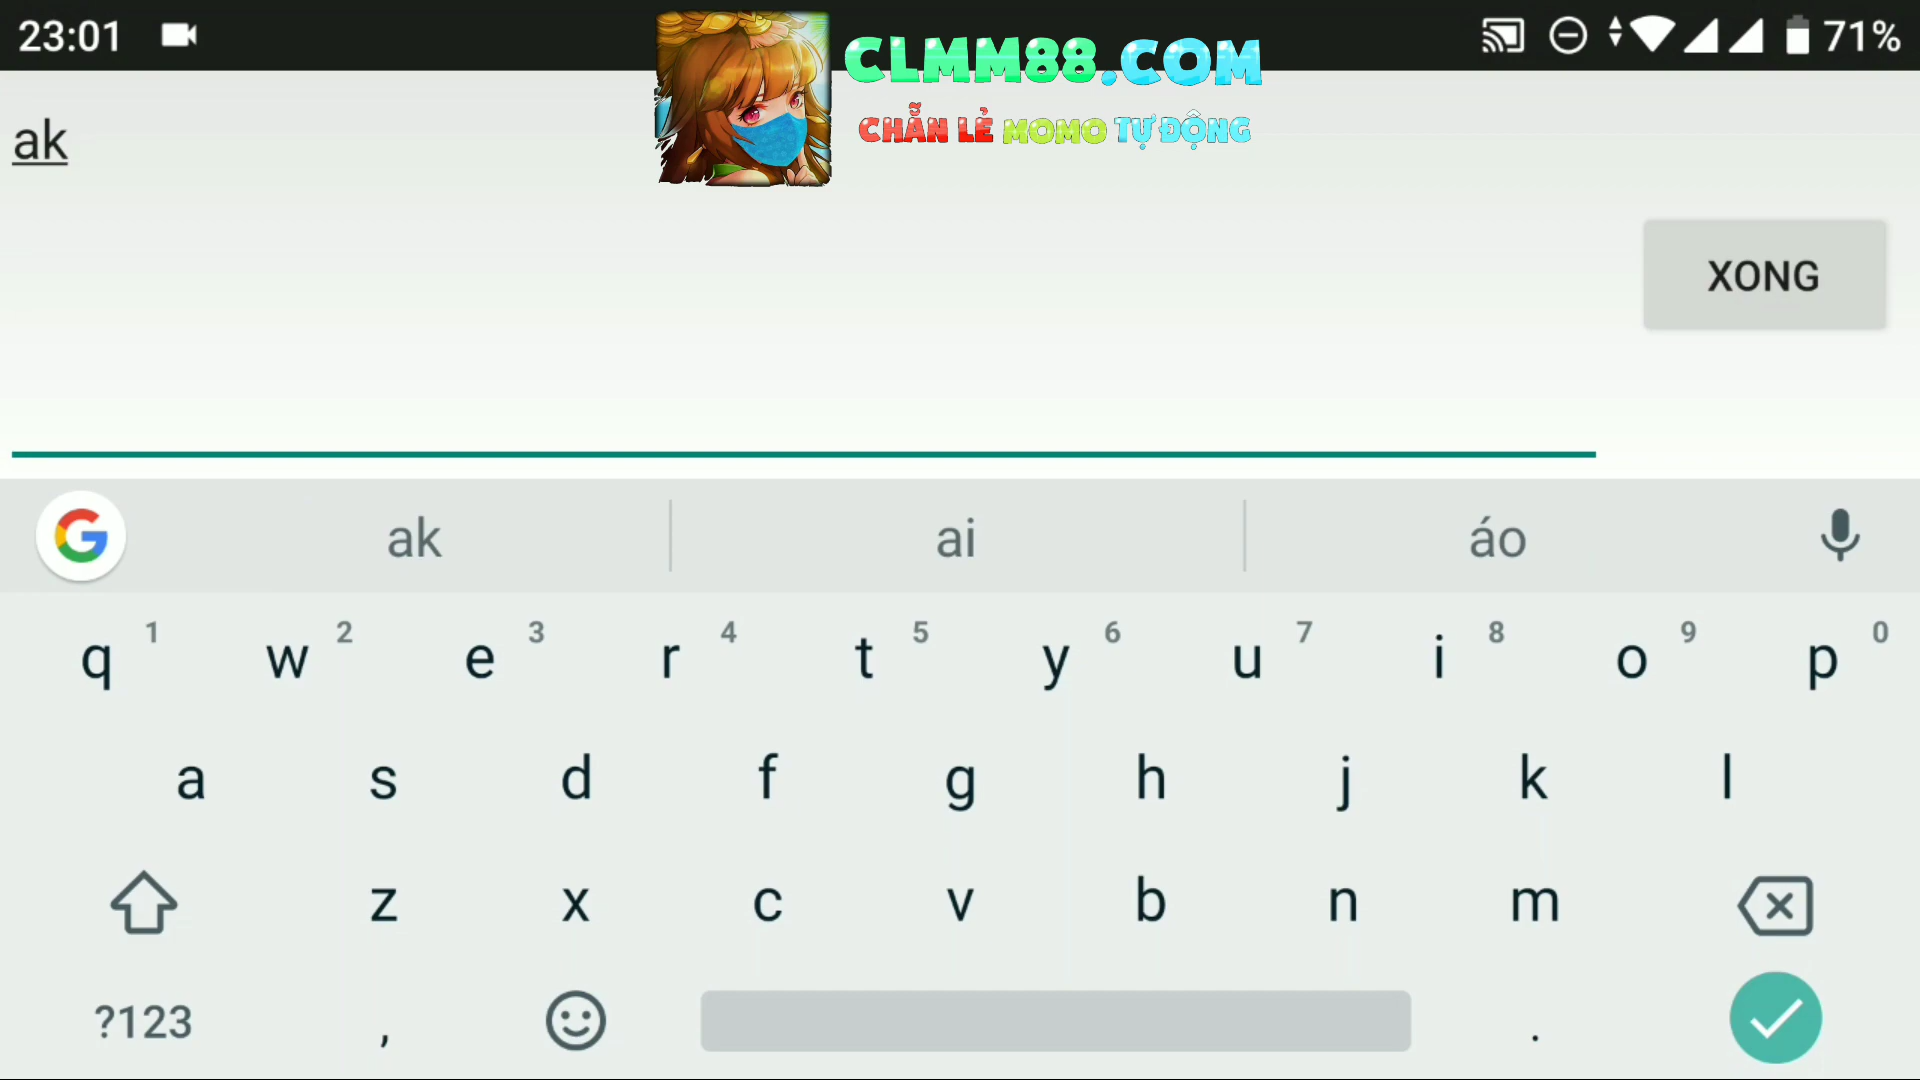 23:01
71%
CLMM88.COM
CHẴN LẺ MOMO TỰ ĐỘNG
ak
XONG
G ak ai áo
q 1 w 2 e 3 r 4 t 5 y 6 u 7 i 8 o 9 p 0
a s d f g h j k l
z x c v b n m
?123 , .